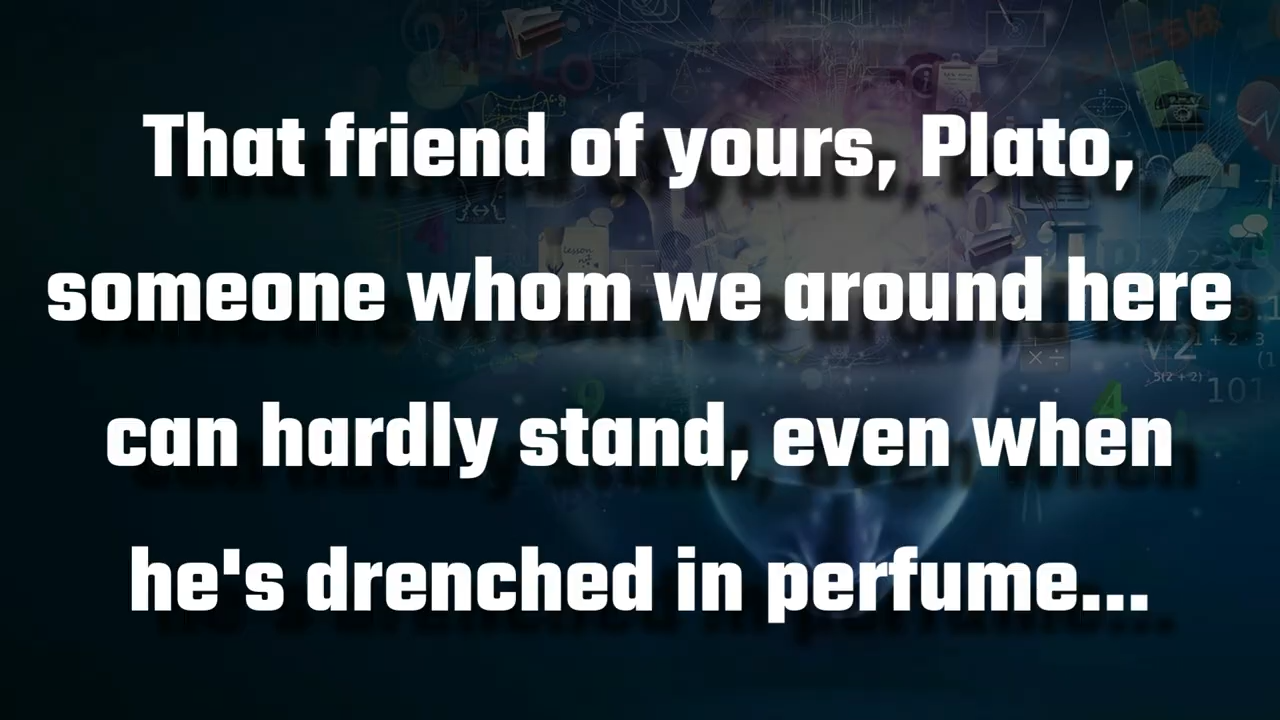 That friend of yours, Plato,
someone whom we around here
can hardly stand, even when
he's drenched in perfume...